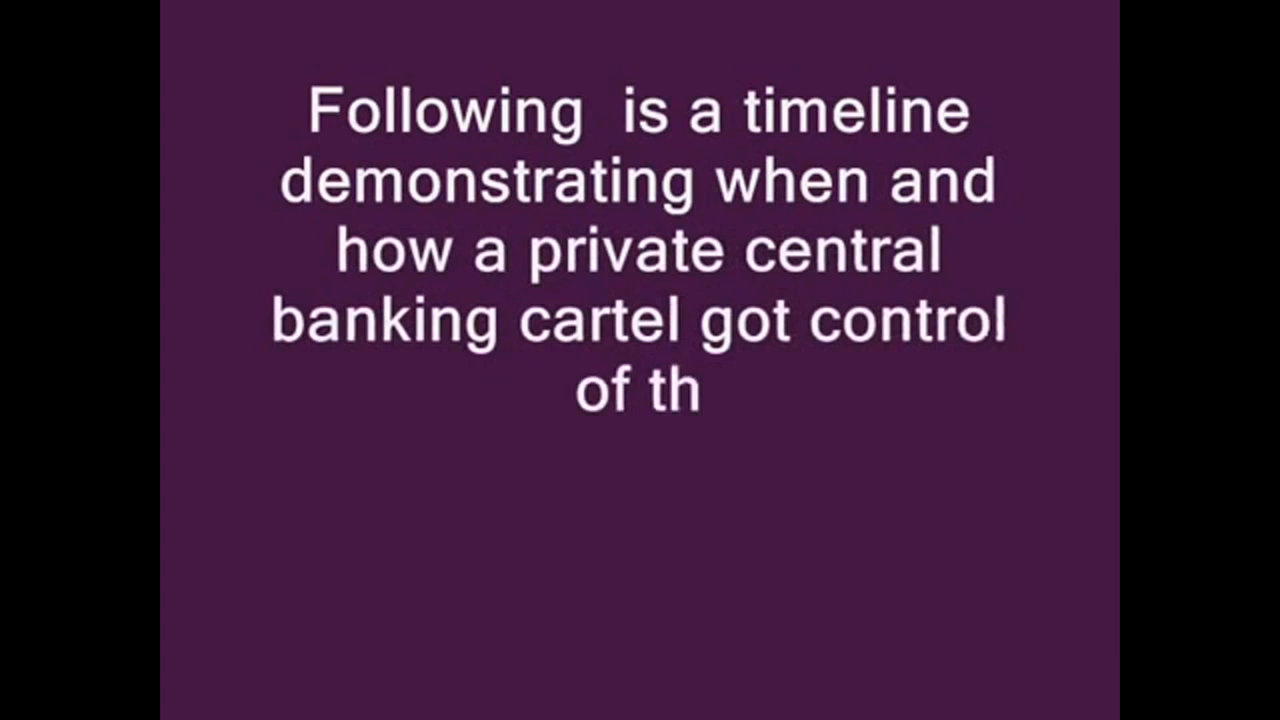 Following  is a timeline
demonstrating when and
how a private central
banking cartel got control
of th